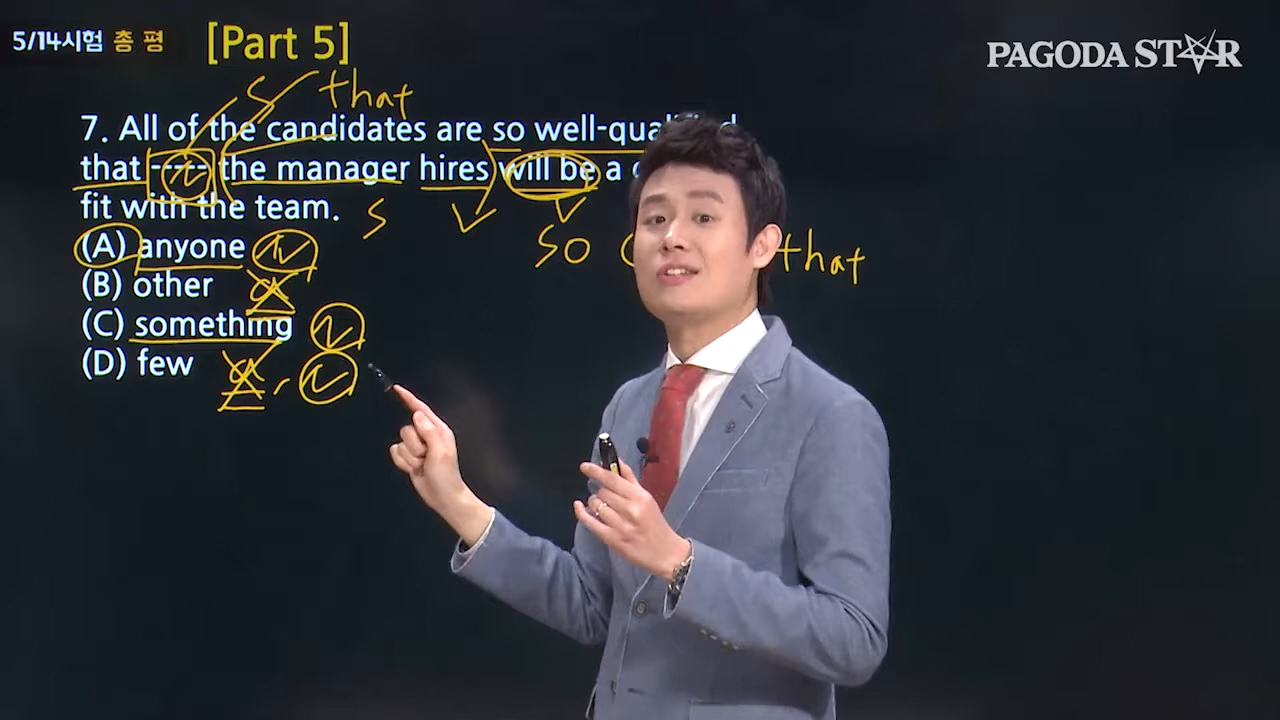 5/14시험 총 평
[Part 5]
PAGODA STAR
S that
7. All of the candidates are so well-qualified
that ----- the manager hires will be a
fit with the team.
S V V
so that
(A) anyone n
(B) other a
(C) something n
(D) few a, n